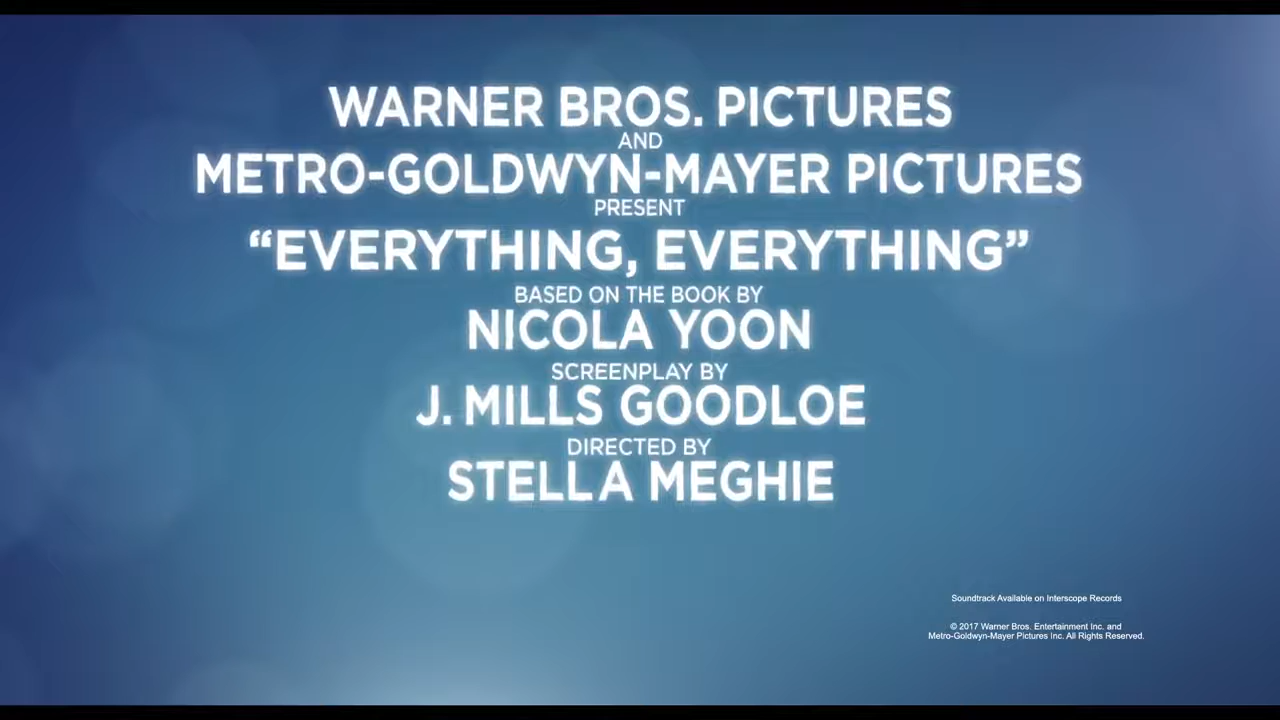 WARNER BROS. PICTURES
AND
METRO-GOLDWYN-MAYER PICTURES
PRESENT
“EVERYTHING, EVERYTHING”
BASED ON THE BOOK BY
NICOLA YOON
SCREENPLAY BY
J. MILLS GOODLOE
DIRECTED BY
STELLA MEGHIE
Soundtrack Available on Interscope Records
© 2017 Warner Bros. Entertainment Inc. and
Metro-Goldwyn-Mayer Pictures Inc. All Rights Reserved.